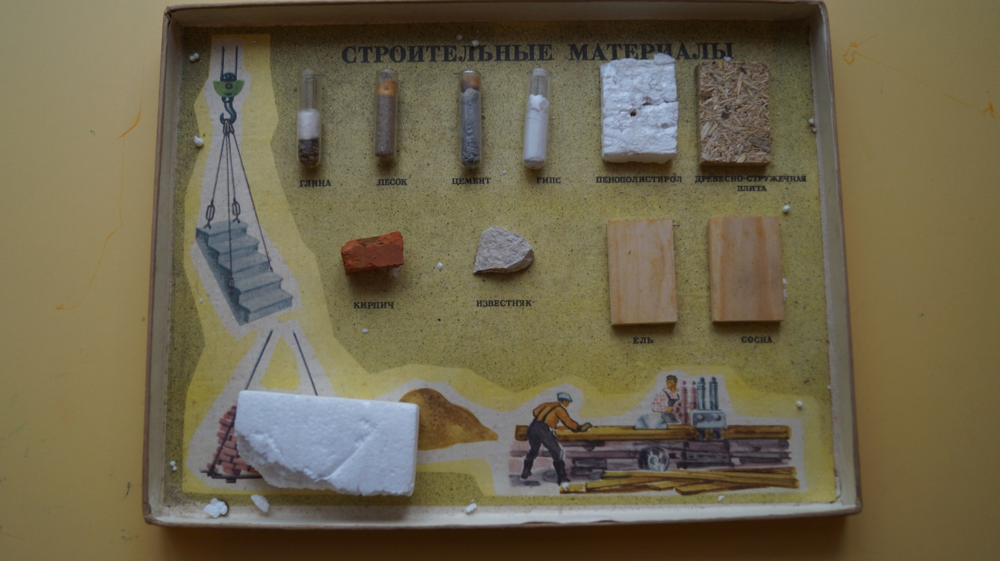 СТРОИТЕЛЬНЫЕ МАТЕРИАЛЫ
ГЛИНА
ПЕСОК
ЦЕМЕНТ
ГИПС
ПЕНОПОЛИСТИРОЛ
ДРЕВЕСНО-СТРУЖЕЧНАЯ
ПЛИТА
КИРПИЧ
ИЗВЕСТНЯК
ЕЛЬ
СОСНА